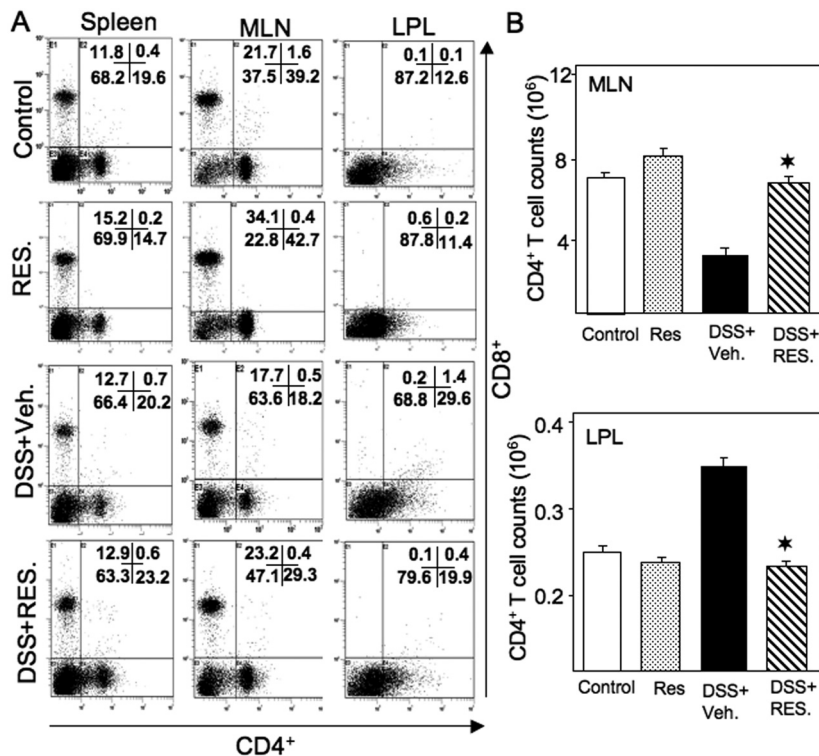 A
Spleen MLN LPL
Control
11.8 0.4
68.2 19.6
21.7 1.6
37.5 39.2
0.1 0.1
87.2 12.6
RES.
15.2 0.2
69.9 14.7
34.1 0.4
22.8 42.7
0.6 0.2
87.8 11.4
DSS+Veh.
12.7 0.7
66.4 20.2
17.7 0.5
63.6 18.2
0.2 1.4
68.8 29.6
DSS+RES.
12.9 0.6
63.3 23.2
23.2 0.4
47.1 29.3
0.1 0.4
79.6 19.9
CD4⁺
CD8⁺
B
MLN
CD4⁺ T cell counts (10⁶)
12
8
4
Control Res DSS+ DSS+
Veh. RES.
LPL
CD4⁺ T cell counts (10⁶)
0.4
0.3
0.2
Control Res DSS+ DSS+
Veh. RES.